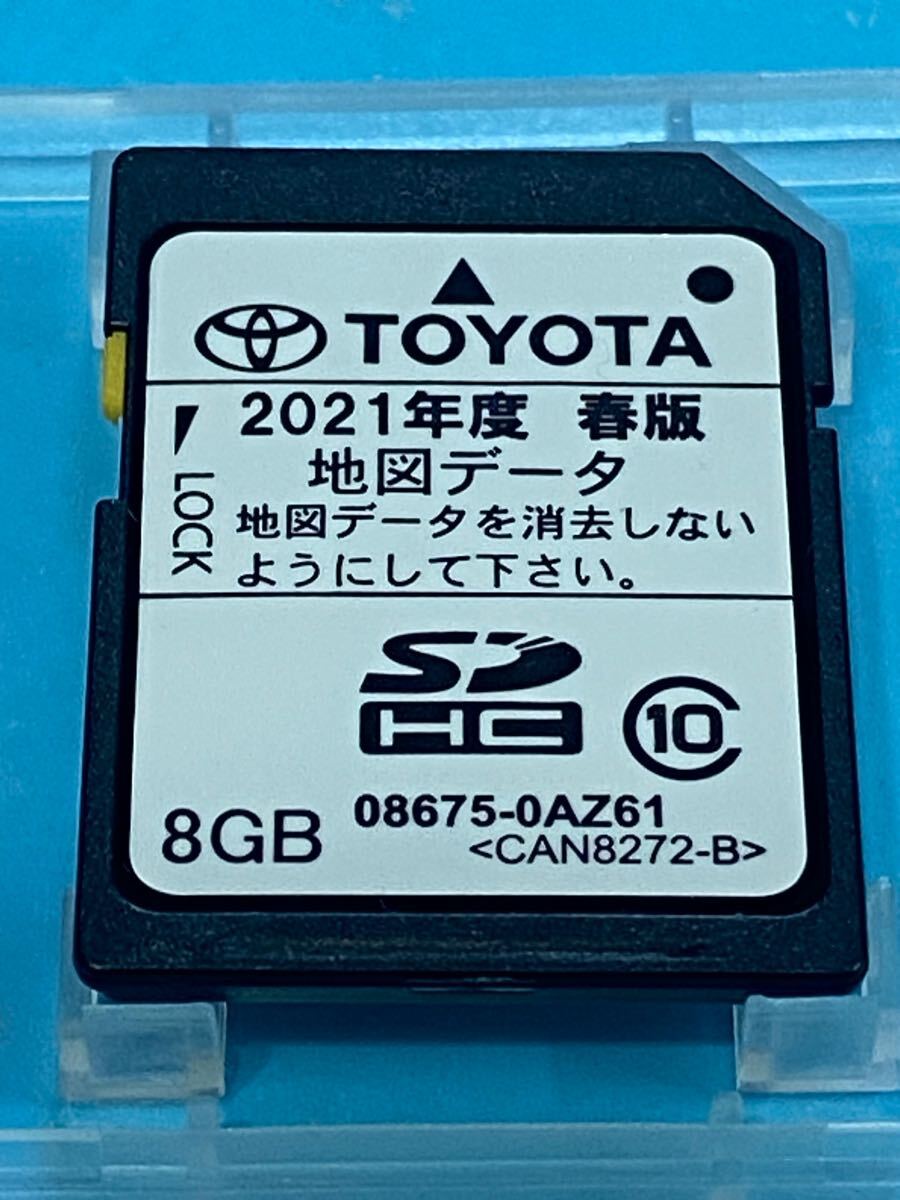 TOYOTA
2021年度 春版
地図データ
LOCK
地図データを消去しない
ようにして下さい。
SD
HC
10
8GB
08675-0AZ61
<CAN8272-B>